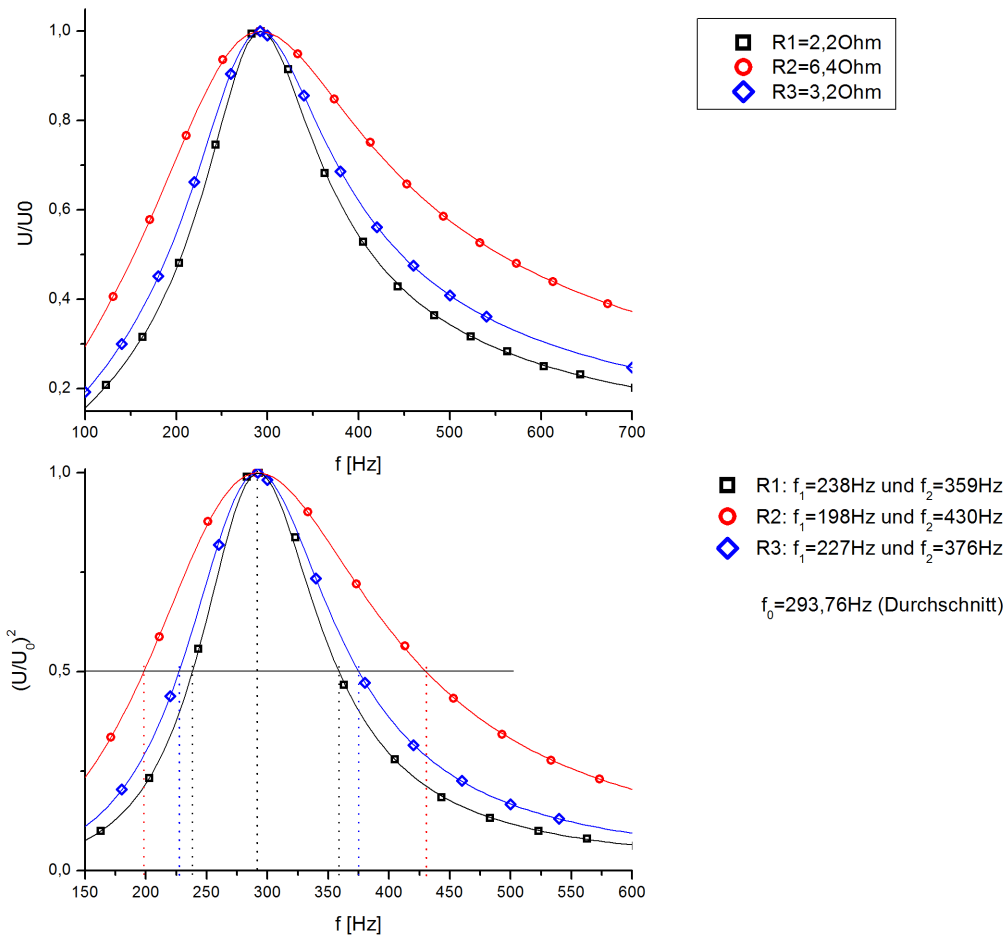 1,0
0,8
0,6
0,4
0,2
U/U0
100 200 300 400 500 600 700
f [Hz]
R1=2,2Ohm
R2=6,4Ohm
R3=3,2Ohm
1,0
0,5
0,0
(U/U₀)²
150 200 250 300 350 400 450 500 550 600
f [Hz]
R1: f₁=238Hz und f₂=359Hz
R2: f₁=198Hz und f₂=430Hz
R3: f₁=227Hz und f₂=376Hz
f₀=293,76Hz (Durchschnitt)